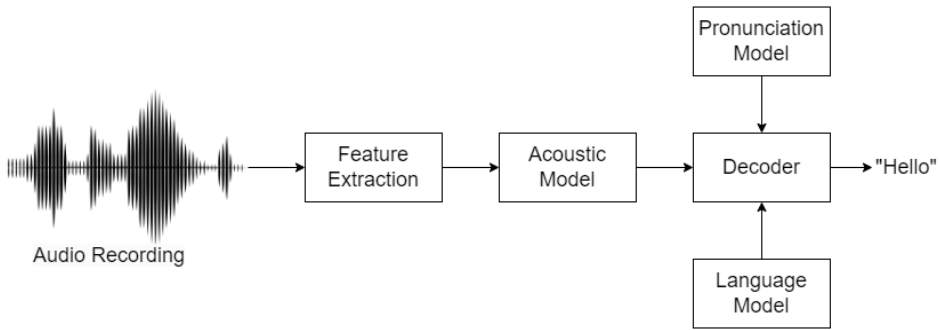 Pronunciation
Model
Feature
Extraction
Acoustic
Model
Decoder
"Hello"
Audio Recording
Language
Model